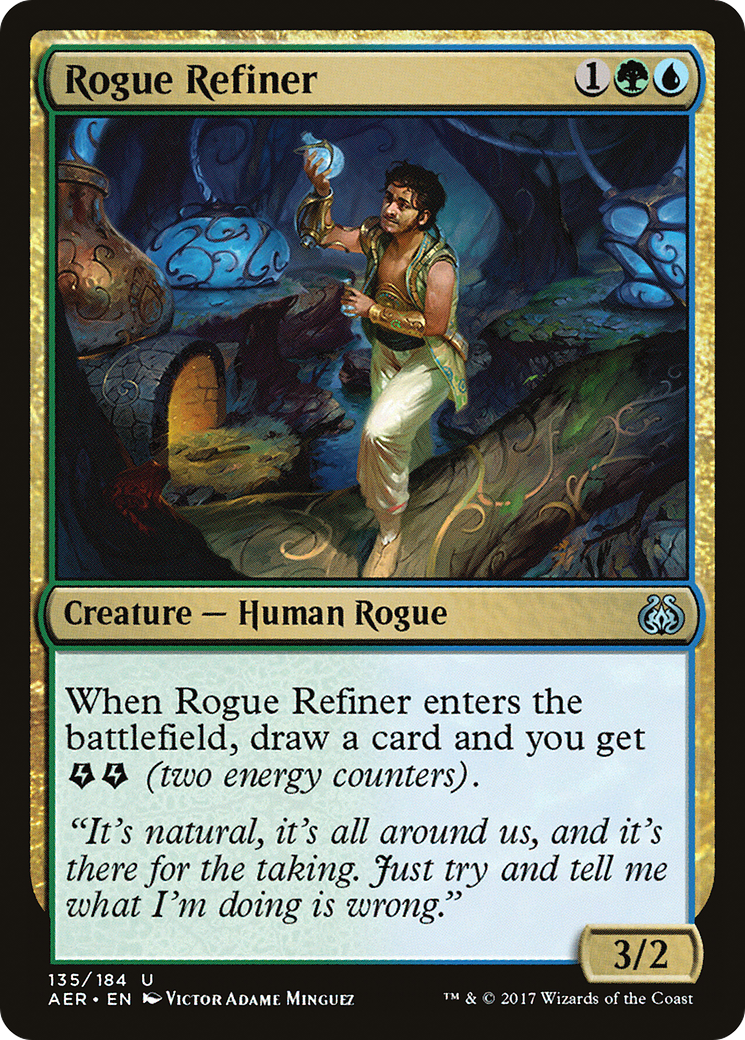 Rogue Refiner 1
Creature — Human Rogue
When Rogue Refiner enters the
battlefield, draw a card and you get
(two energy counters).
“It’s natural, it’s all around us, and it’s
there for the taking. Just try and tell me
what I’m doing is wrong.”
3/2
135/184 U
AER • EN Victor Adame Minguez
™ & © 2017 Wizards of the Coast